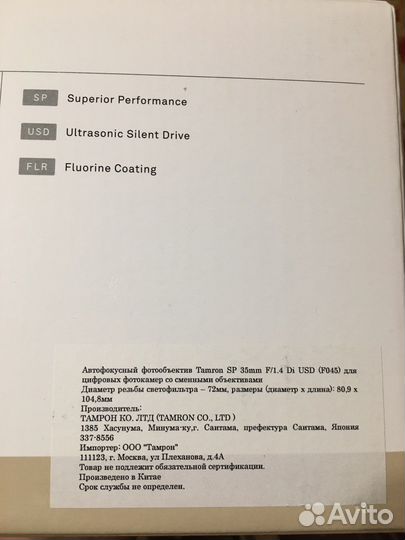 SP Superior Performance
USD Ultrasonic Silent Drive
FLR Fluorine Coating
Автофокусный фотообъектив Tamron SP 35mm F/1.4 Di USD (F045) для
цифровых фотокамер со сменными объективами
Диаметр резьбы светофильтра – 72мм, размеры (диаметр х длина): 80,9 х
104,8мм
Производитель:
ТАМРОН КО. ЛТД (TAMRON CO., LTD )
1385 Хасунума, Минума-ку,г. Саитама, префектура Саитама, Япония
337-8556
Импортер: ООО "Тамрон"
111123, г. Москва, ул Плеханова, д.4А
Товар не подлежит обязательной сертификации.
Произведено в Китае
Срок службы не определен.
Avito